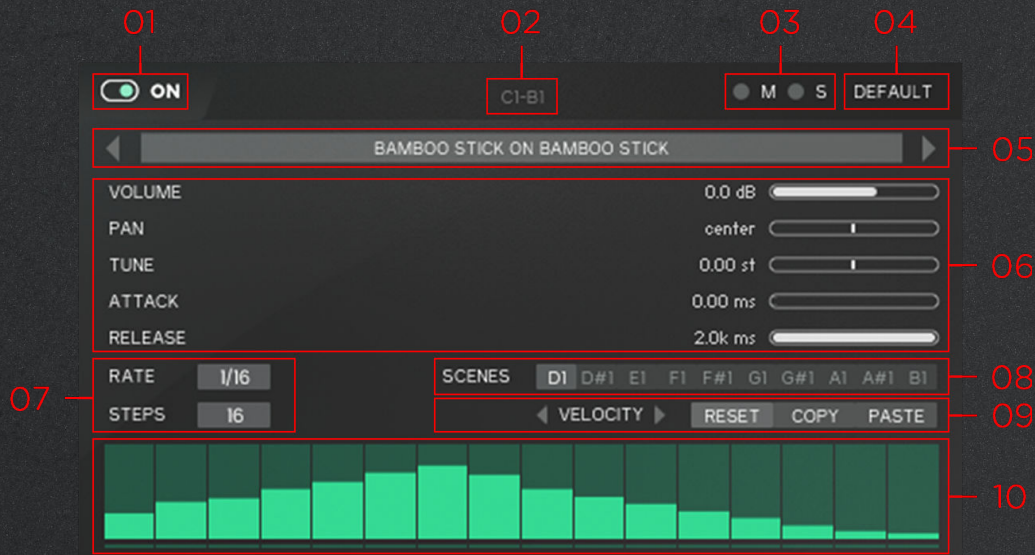 01 02 03 04
ON C1-B1 M S DEFAULT
BAMBOO STICK ON BAMBOO STICK 05
VOLUME 0.0 dB
PAN center
TUNE 0.00 st 06
ATTACK 0.00 ms
RELEASE 2.0k ms
RATE 1/16 SCENES D1 D#1 E1 F1 F#1 G1 G#1 A1 A#1 B1 08
07
STEPS 16 VELOCITY RESET COPY PASTE 09
10